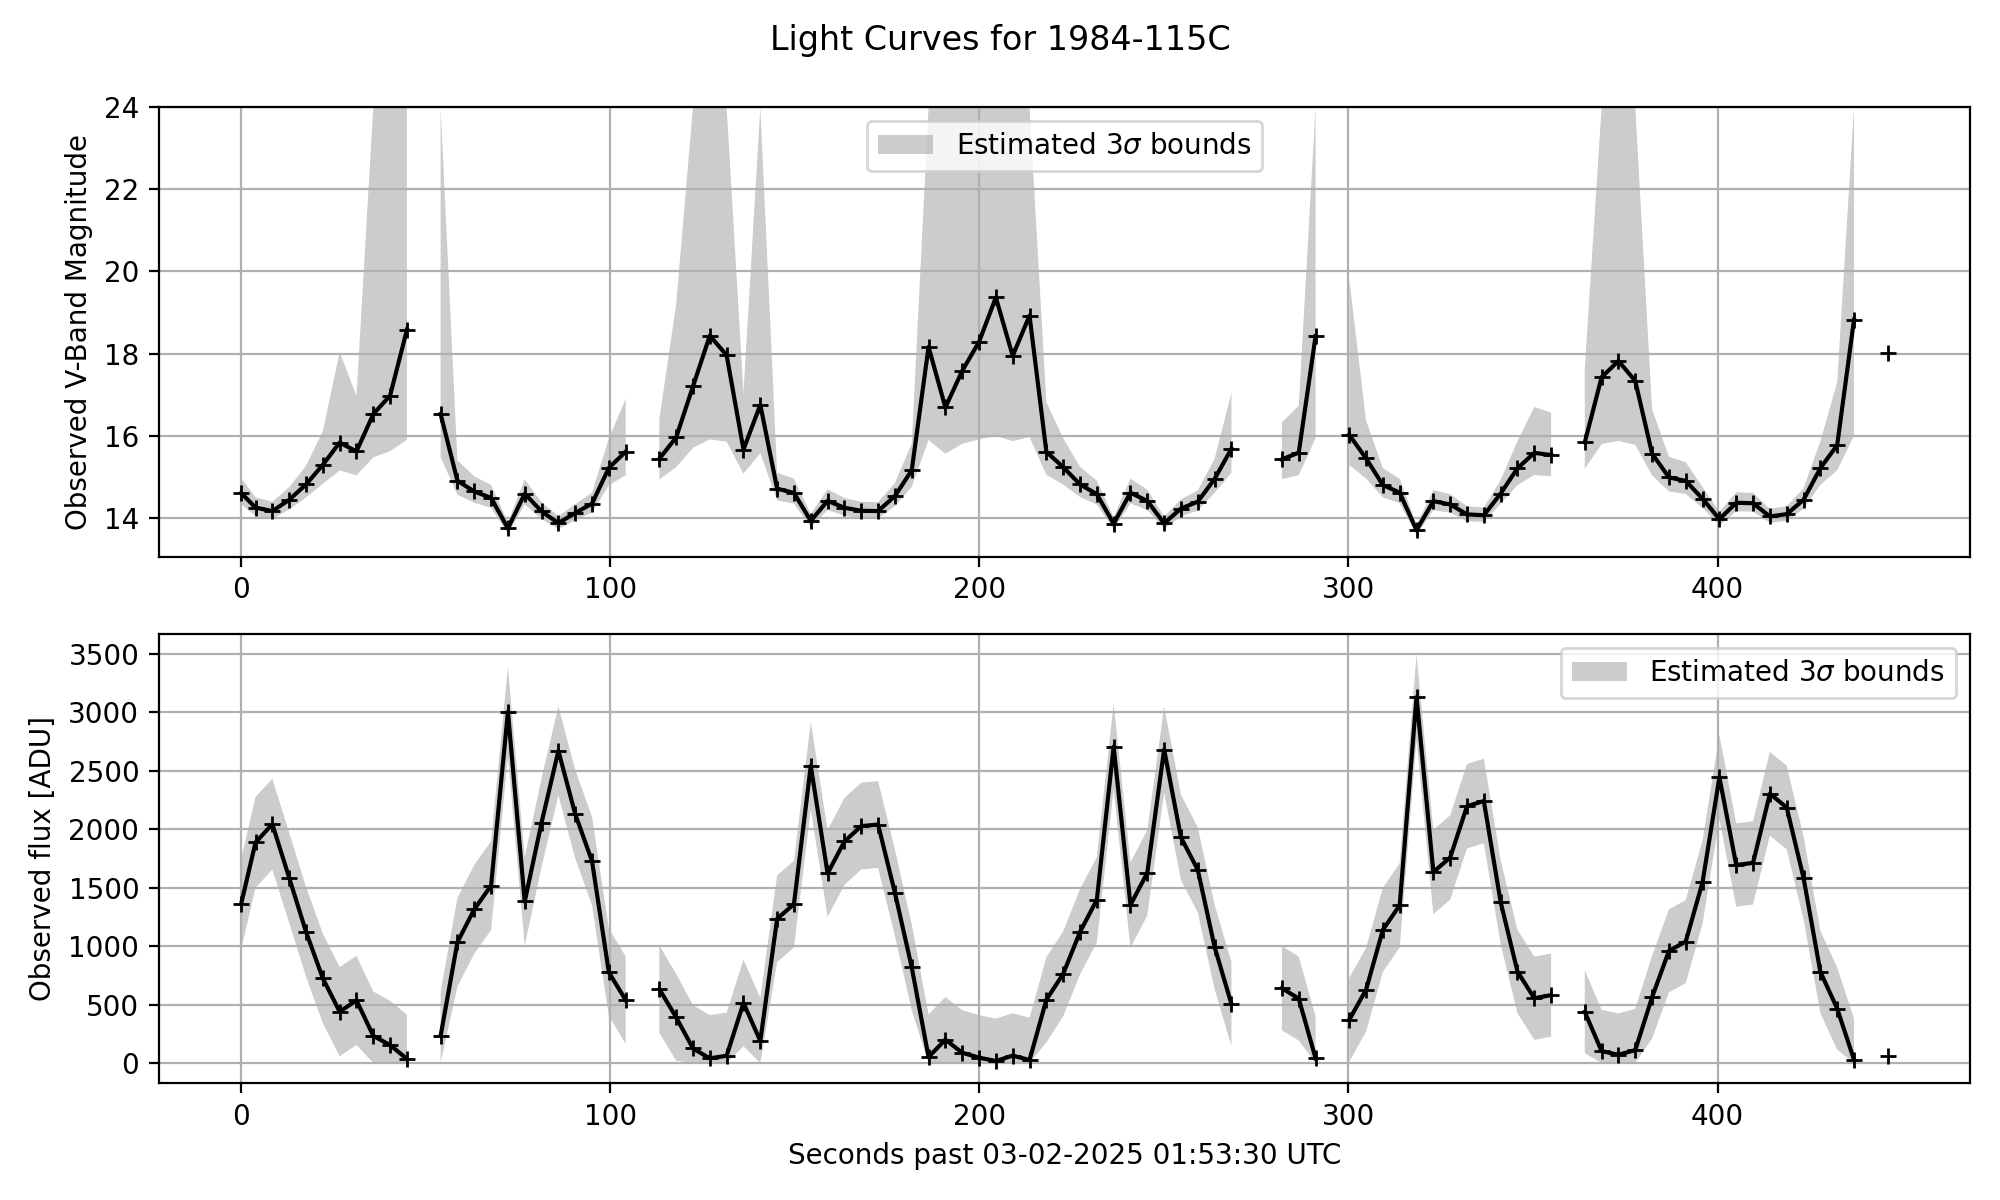 Light Curves for 1984-115C
Observed V-Band Magnitude
24
22
20
18
16
14
Estimated 3σ bounds
0 100 200 300 400
Observed flux [ADU]
3500
3000
2500
2000
1500
1000
500
0
Estimated 3σ bounds
0 100 200 300 400
Seconds past 03-02-2025 01:53:30 UTC